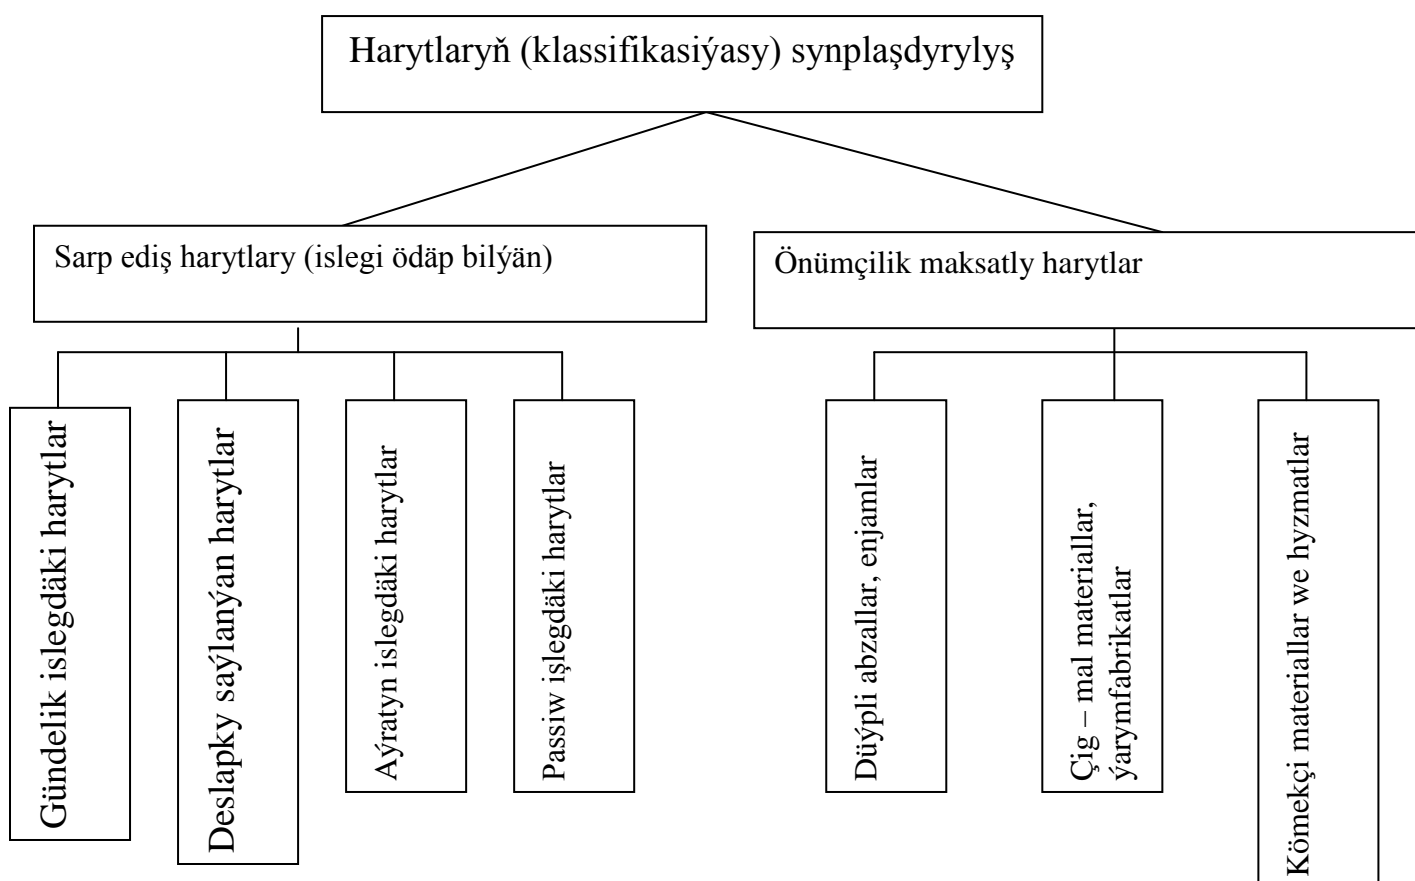 Harytlaryň (klassifikasiýasy) synplaşdyrylyş
Sarp ediş harytlary (islegi ödäp bilýän)
Önümçilik maksatly harytlar
Gündelik islegdäki harytlar
Deslapky saýlanýan harytlar
Aýratyn islegdäki harytlar
Passiw işlegdäki harytlar
Düýpli abzallar, enjamlar
Çig – mal materiallar,
ýarymfabrikatlar
Kömekçi materiallar we hyzmatlar